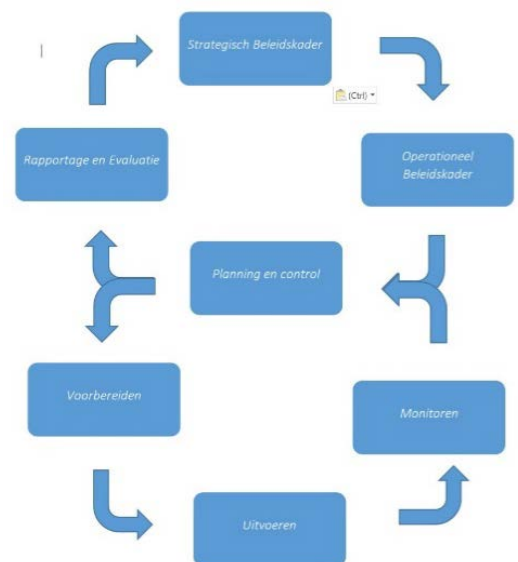 Strategisch Beleidskader
(Ctrl)
Rapportage en Evaluatie
Operationeel
Beleidskader
Planning en control
Voorbereiden
Monitoren
Uitvoeren